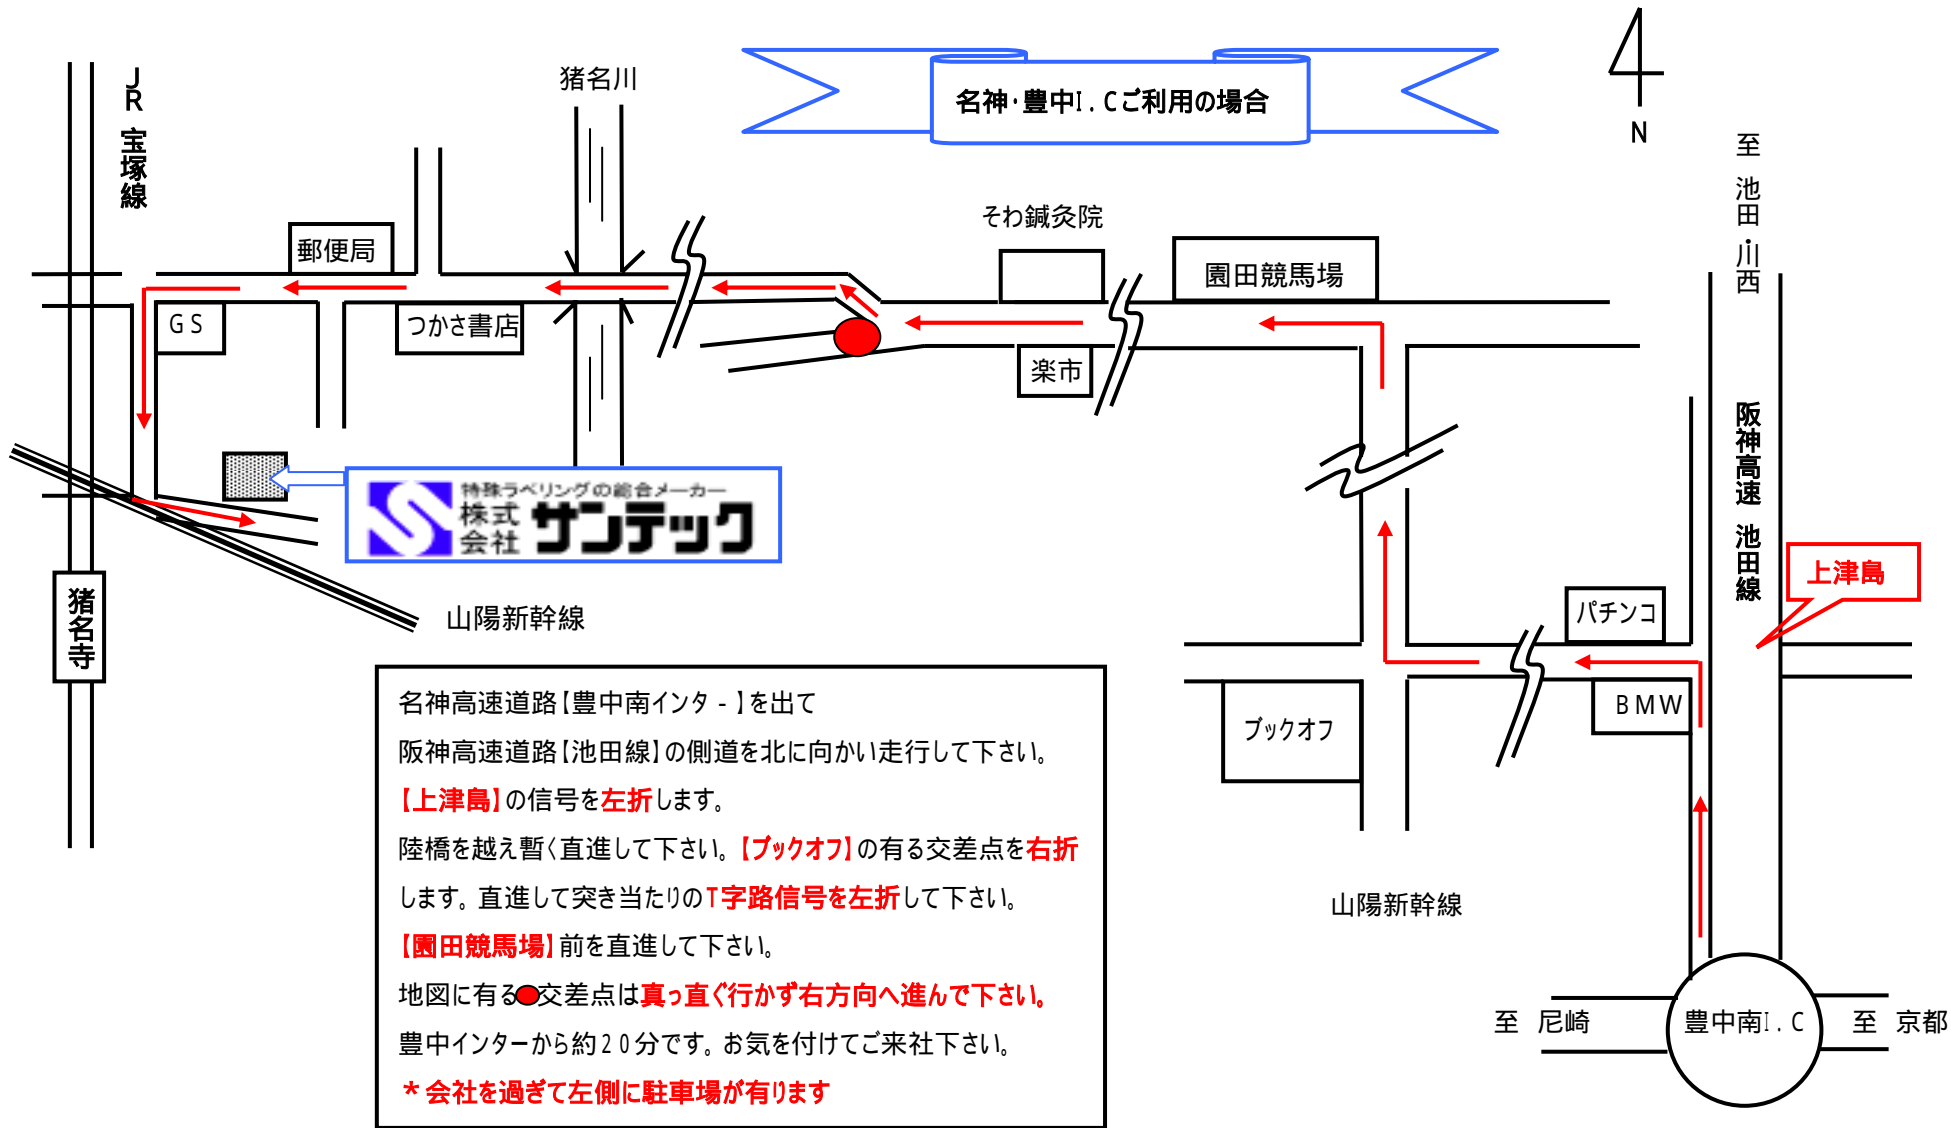 名神・豊中I.Cご利用の場合
N
JR 宝塚線
猪名川
至 池田・川西
郵便局
そわ鍼灸院
園田競馬場
GS
つかさ書店
楽市
阪神高速 池田線
特殊ラベリングの総合メーカー
株式会社 サンテック
上津島
猪名寺
山陽新幹線
パチンコ
BMW
ブックオフ
名神高速道路【豊中南インタ-】を出て
阪神高速道路【池田線】の側道を北に向かい走行して下さい。
【上津島】の信号を左折します。
陸橋を越え暫く直進して下さい。【ブックオフ】の有る交差点を右折
します。直進して突き当たりのT字路信号を左折して下さい。
【園田競馬場】前を直進して下さい。
地図に有る●交差点は真っ直ぐ行かず右方向へ進んで下さい。
豊中インターから約20分です。お気を付けてご来社下さい。
*会社を過ぎて左側に駐車場が有ります
山陽新幹線
至 尼崎
豊中南I.C
至 京都